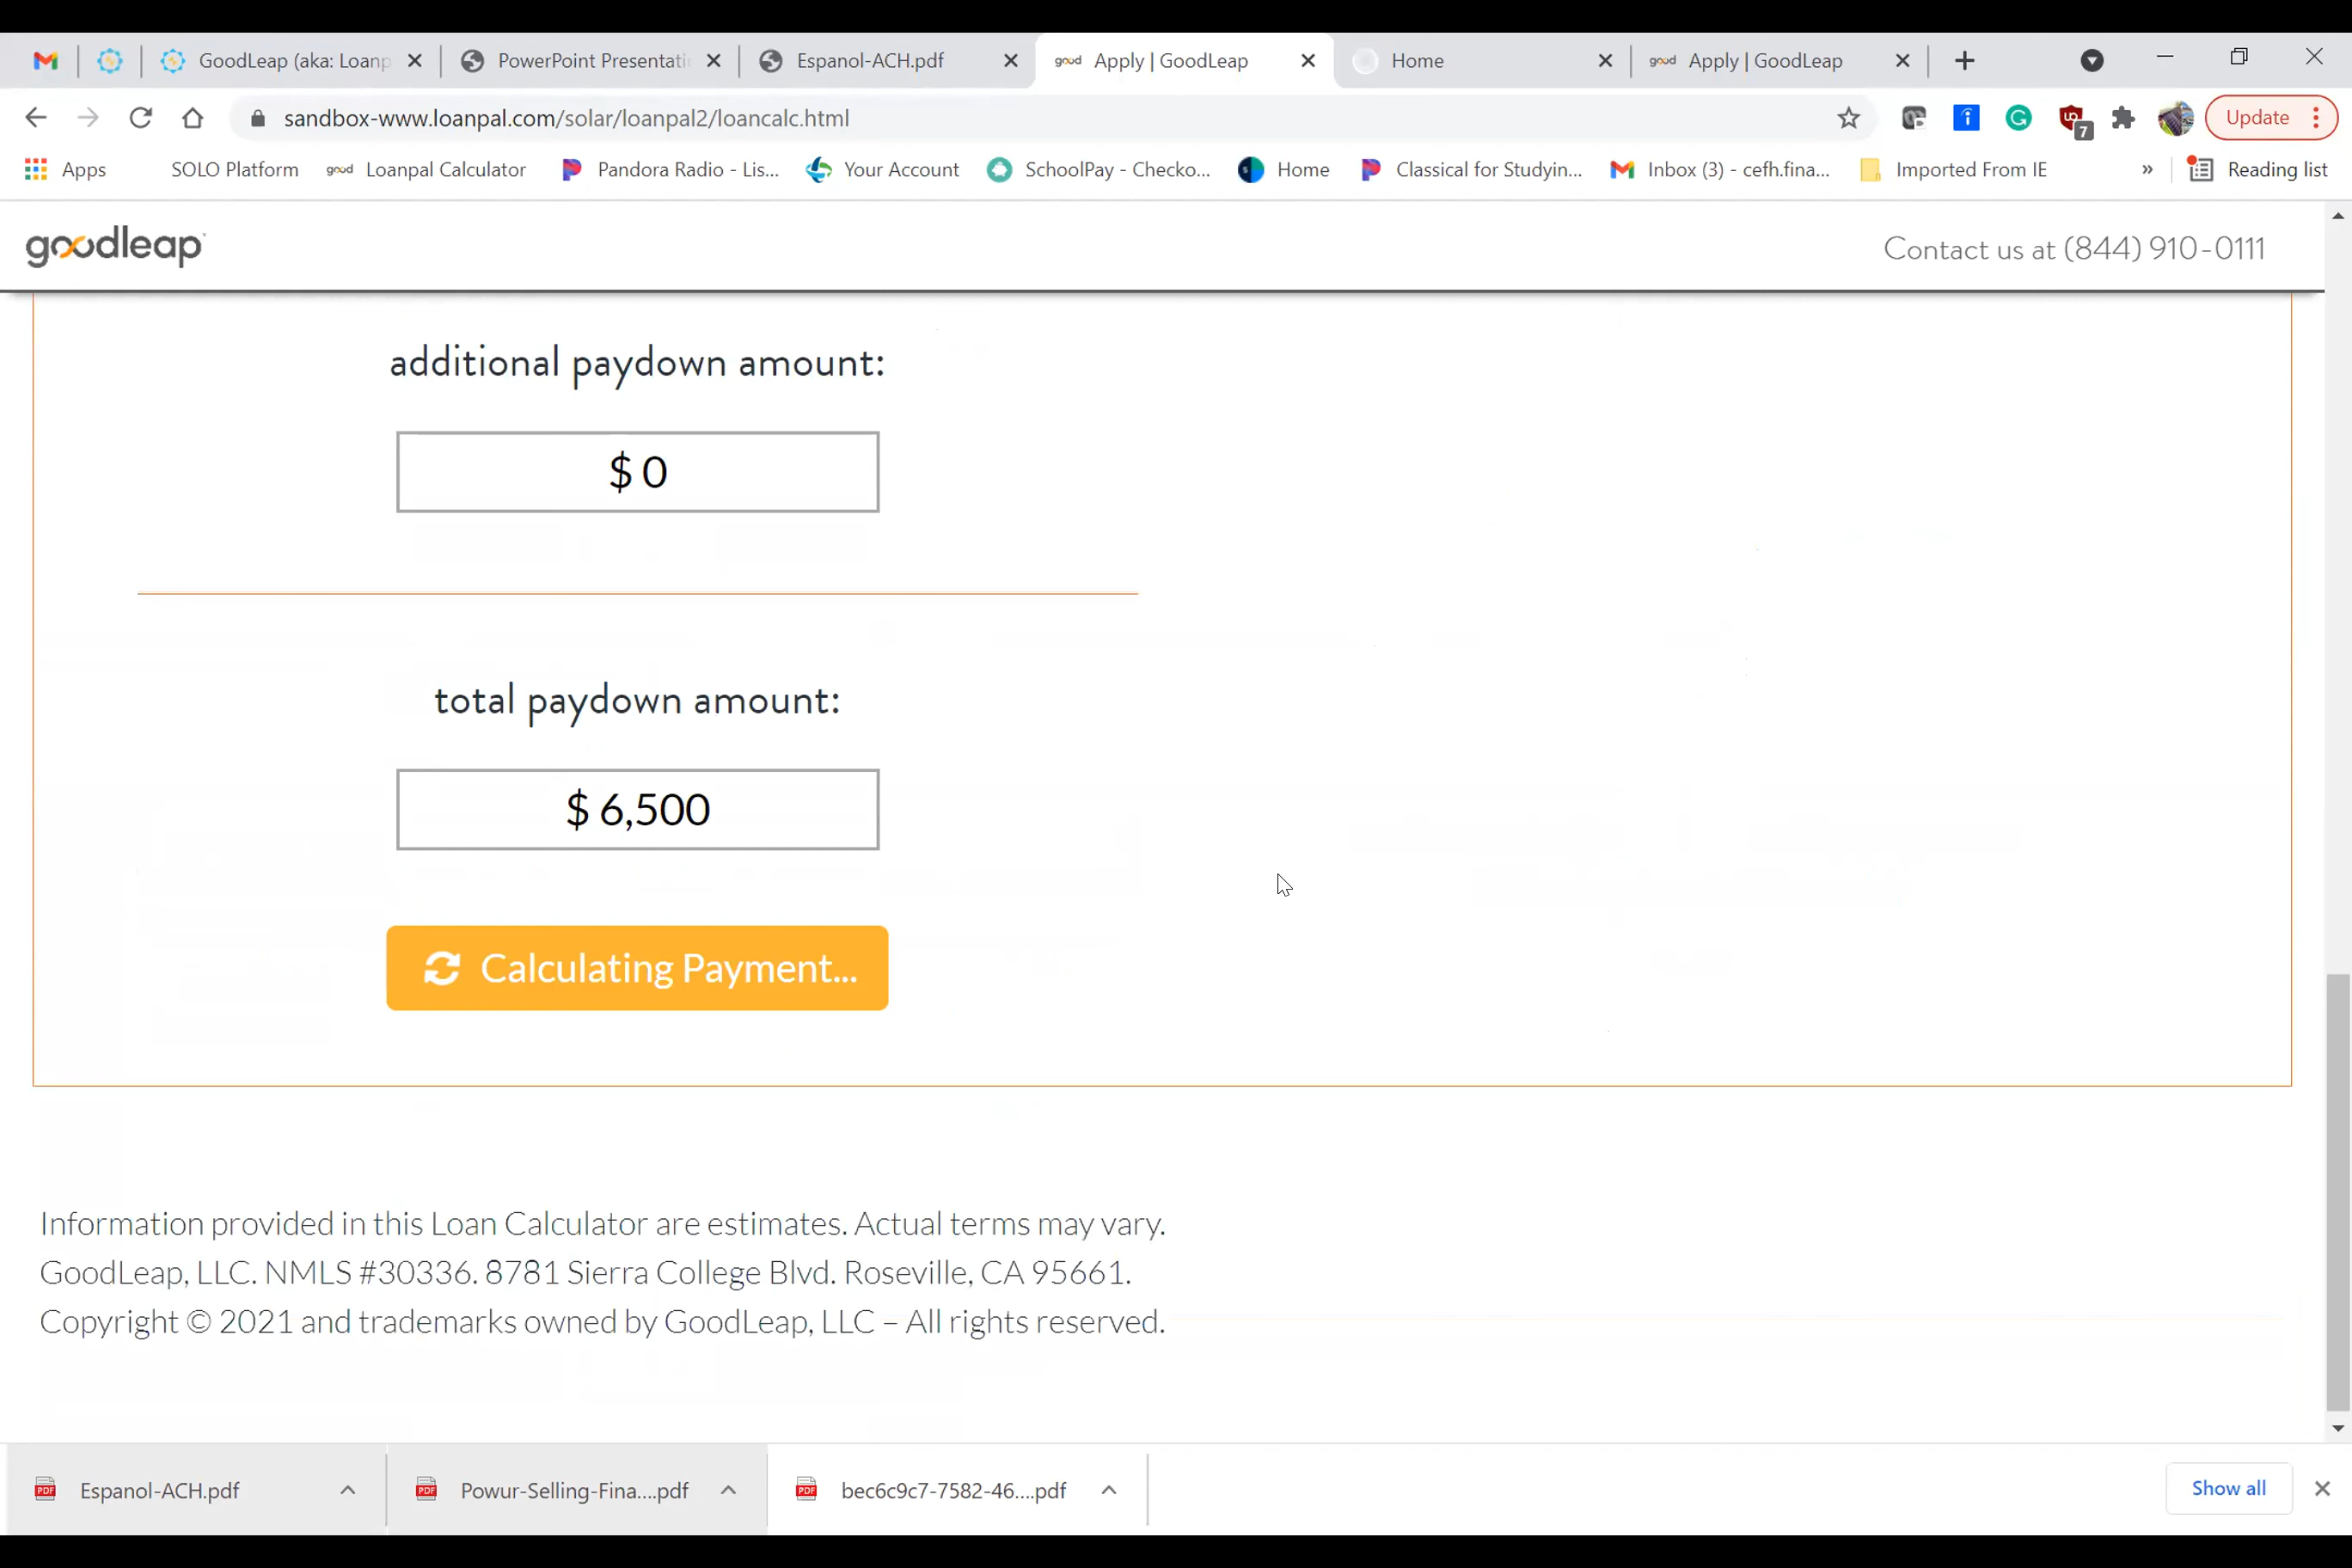 GoodLeap (aka: Loanp
PowerPoint Presentati
Espanol-ACH.pdf
Apply | GoodLeap
Home
Apply | GoodLeap
sandbox-www.loanpal.com/solar/loanpal2/loancalc.html
7
Update
Apps
SOLO Platform
good Loanpal Calculator
Pandora Radio - Lis...
Your Account
SchoolPay - Checko...
Home
Classical for Studyin...
Inbox (3) - cefh.fina...
Imported From IE
»
Reading list
goodleap
Contact us at (844) 910-0111
additional paydown amount:
$ 0
total paydown amount:
$ 6,500
Calculating Payment...
Information provided in this Loan Calculator are estimates. Actual terms may vary.
GoodLeap, LLC. NMLS #30336. 8781 Sierra College Blvd. Roseville, CA 95661.
Copyright © 2021 and trademarks owned by GoodLeap, LLC – All rights reserved.
PDF Espanol-ACH.pdf
PDF Powur-Selling-Fina....pdf
PDF bec6c9c7-7582-46....pdf
Show all